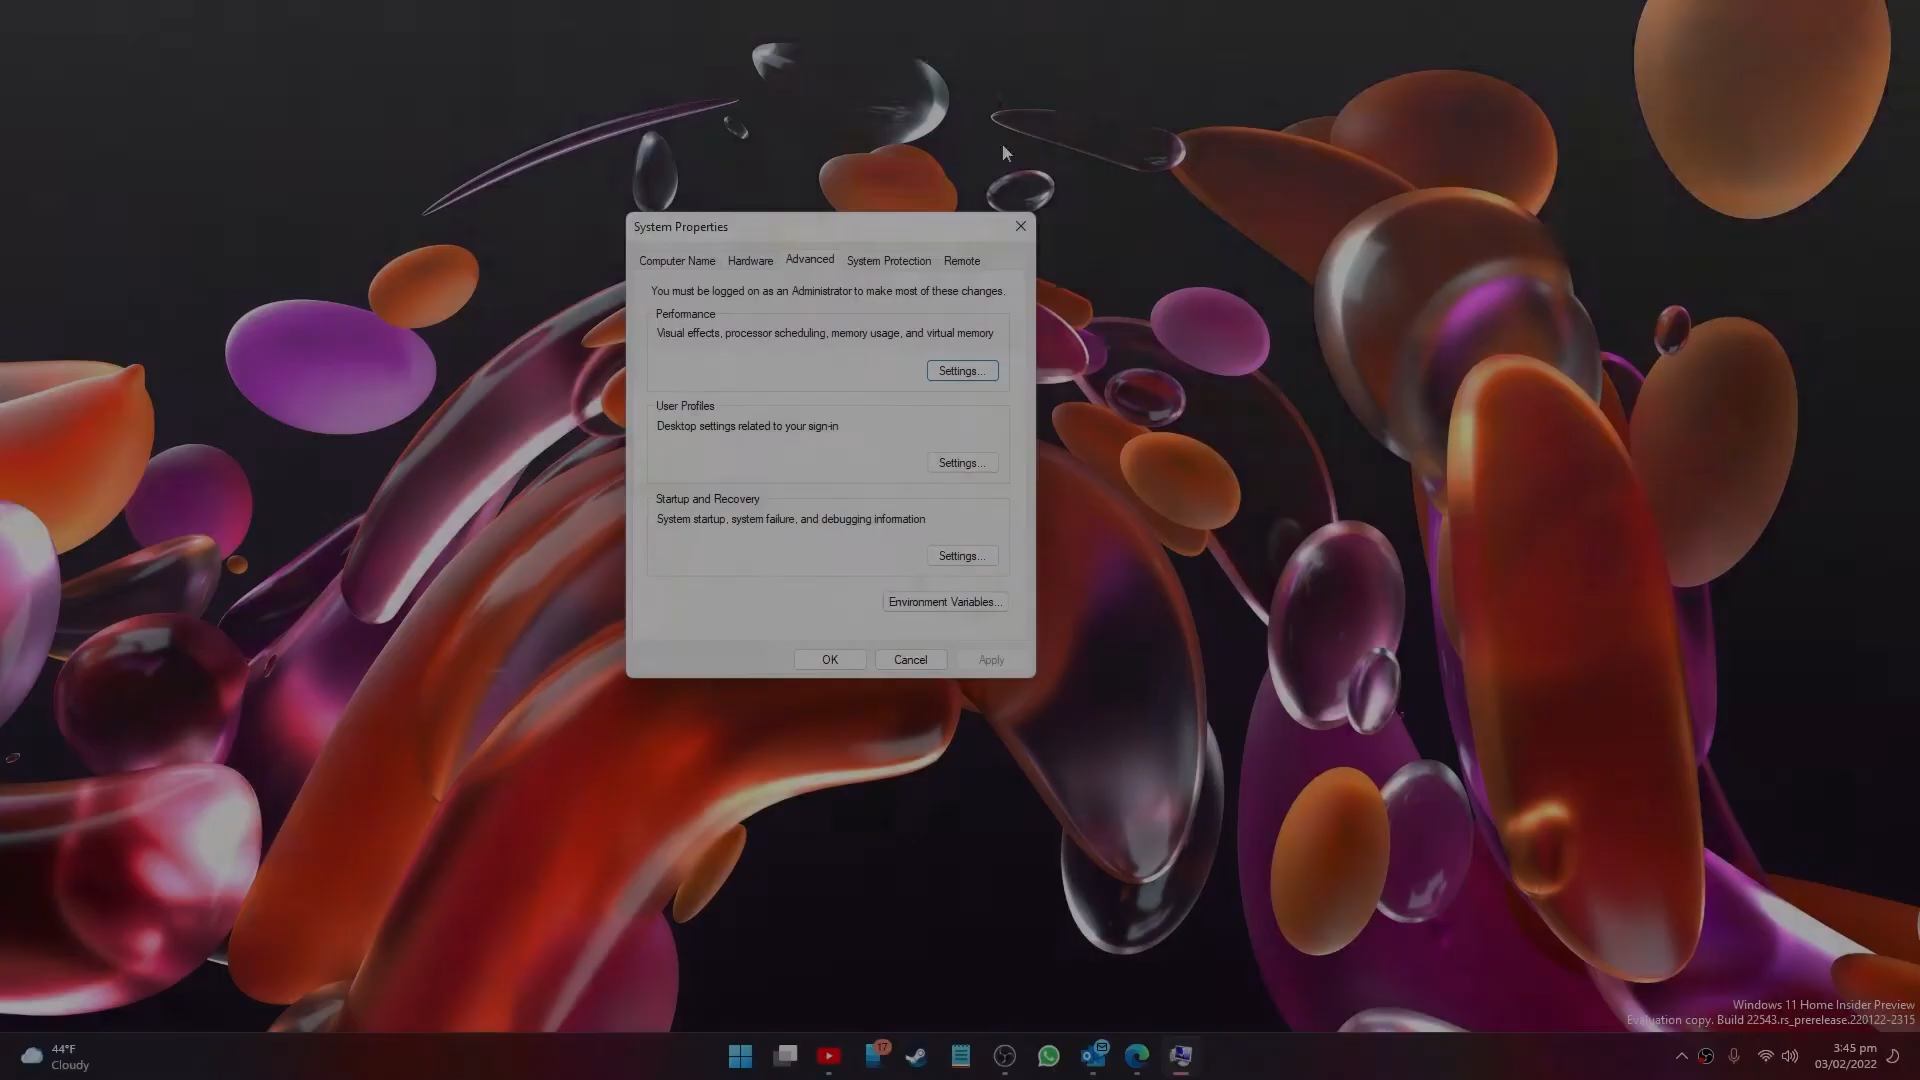 System Properties
Computer Name Hardware Advanced System Protection Remote
You must be logged on as an Administrator to make most of these changes.
Performance
Visual effects, processor scheduling, memory usage, and virtual memory
Settings...
User Profiles
Desktop settings related to your sign-in
Settings...
Startup and Recovery
System startup, system failure, and debugging information
Settings...
Environment Variables...
OK Cancel Apply
Windows 11 Home Insider Preview
Evaluation copy. Build 22543.rs_prerelease.220122-2315
44°F
Cloudy
17
3:45 pm
03/02/2022